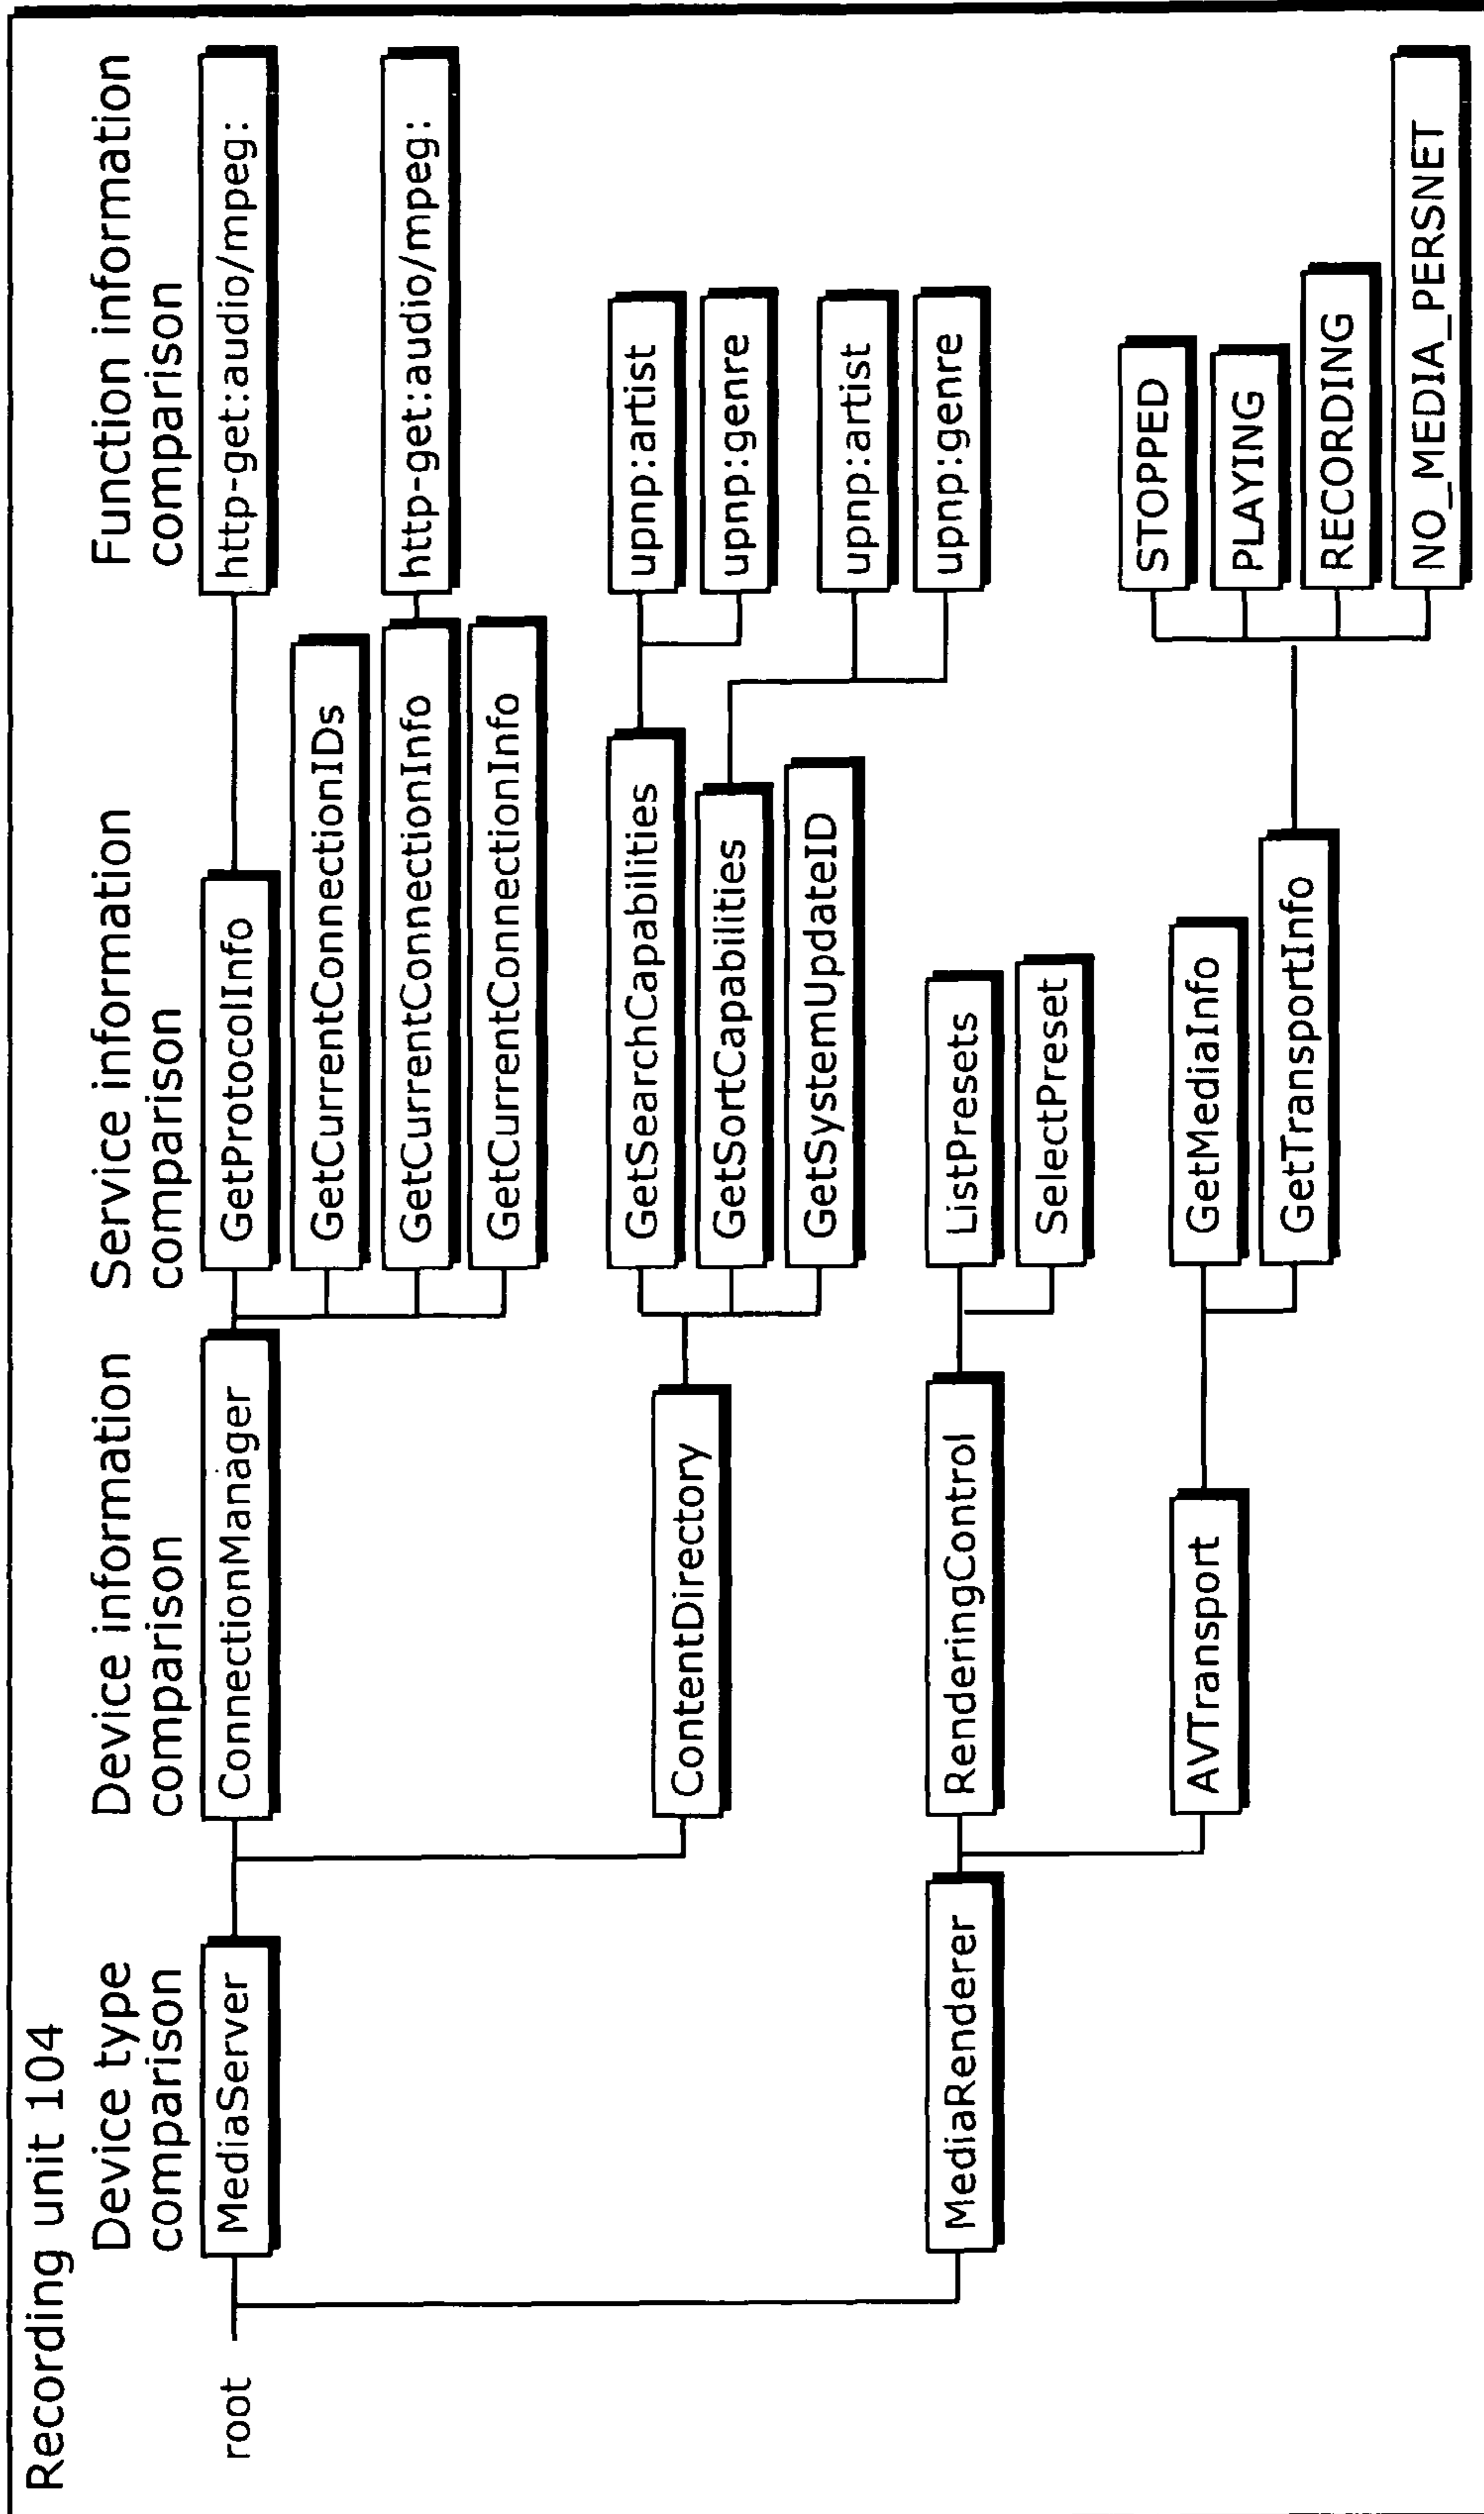 Recording unit 104
Device type
comparison
Device information
comparison
Service information
comparison
Function information
comparison
root
MediaServer
ConnectionManager
GetProtocolInfo
http-get:audio/mpeg:
GetCurrentConnectionIDs
GetCurrentConnectionInfo
http-get:audio/mpeg:
GetCurrentConnectionInfo
ContentDirectory
GetSearchCapabilities
upnp:artist
upnp:genre
GetSortCapabilities
upnp:artist
upnp:genre
GetSystemUpdateID
MediaRenderer
RenderingControl
ListPresets
SelectPreset
AVTransport
GetMediaInfo
GetTransportInfo
STOPPED
PLAYING
RECORDING
NO_MEDIA_PERSNET